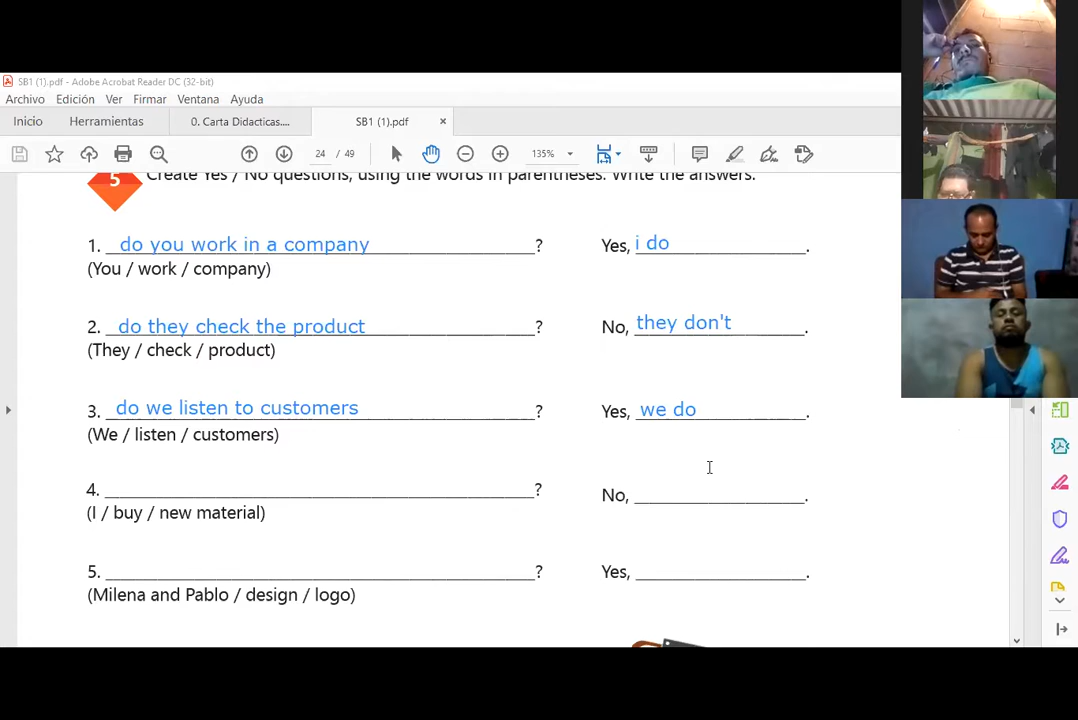 SB1 (1).pdf - Adobe Acrobat Reader DC (32-bit)
Archivo Edición Ver Firmar Ventana Ayuda
Inicio Herramientas 0. Carta Didacticas.... SB1 (1).pdf ×
24 / 49 135%
5 Create Yes / No questions, using the words in parentheses. Write the answers.
1. do you work in a company ? Yes, i do .
(You / work / company)
2. do they check the product ? No, they don't .
(They / check / product)
3. do we listen to customers ? Yes, we do .
(We / listen / customers)
4. ? No, .
(I / buy / new material)
5. ? Yes, .
(Milena and Pablo / design / logo)